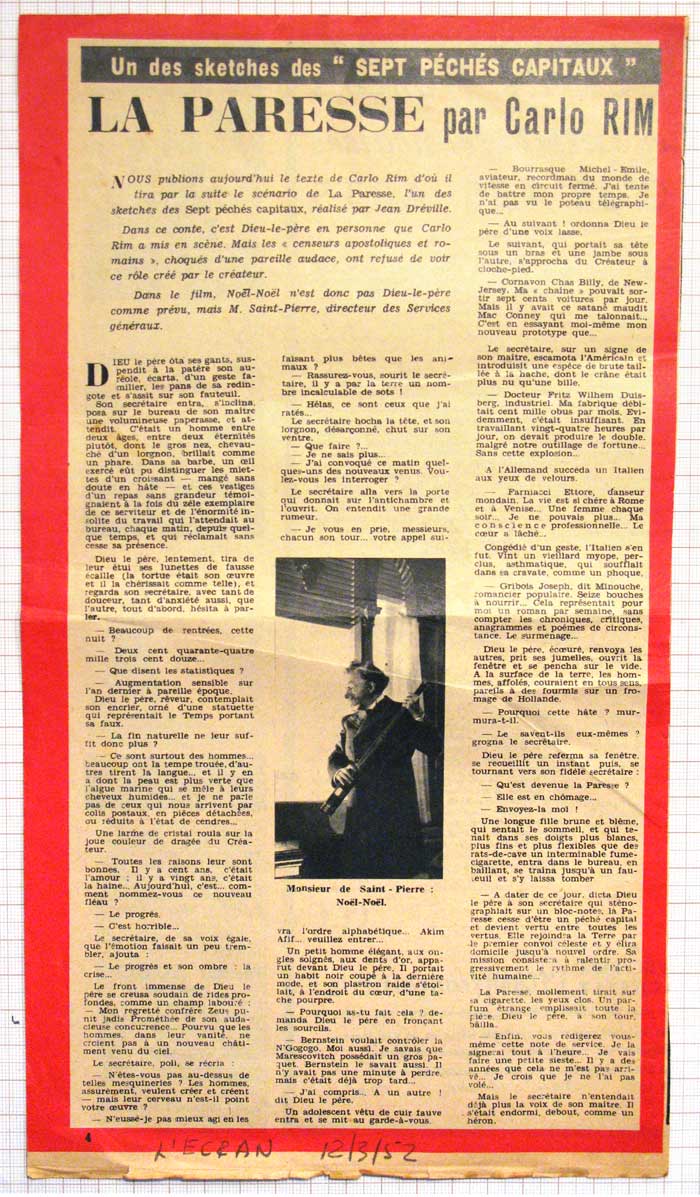 Un des sketches des " SEPT PÉCHÉS CAPITAUX "
LA PARESSE par Carlo RIM
NOUS publions aujourd'hui le texte de Carlo Rim d'où il
tira par la suite le scénario de La Paresse, l'un des
sketches des Sept péchés capitaux, réalisé par Jean Dréville.
Dans ce conte, c'est Dieu-le-père en personne que Carlo
Rim a mis en scène. Mais les « censeurs apostoliques et ro-
mains », choqués d'une pareille audace, ont refusé de voir
ce rôle créé par le créateur.
Dans le film, Noël-Noël n'est donc pas Dieu-le-père
comme prévu, mais M. Saint-Pierre, directeur des Services
généraux.
DIEU le père ôta ses gants, sus-
pendit à la patère son au-
réole, écarta, d'un geste fa-
milier, les pans de sa redin-
gote et s'assit sur son fauteuil.
Son secrétaire entra, s'inclina,
posa sur le bureau de son maître
une volumineuse paperasse, et at-
tendit. C'était un homme entre
deux âges, entre deux éternités
plutôt, dont le gros nez, chevau-
ché d'un lorgnon, brillait comme
un phare. Dans sa barbe, un œil
exercé eût pu distinguer les miet-
tes d'un croissant — mangé sans
doute en hâte — et ces vestiges
d'un repas sans grandeur témoi-
gnaient à la fois du zèle exemplaire
de ce serviteur et de l'énormité in-
solite du travail qui l'attendait au
bureau, chaque matin, depuis quel-
que temps, et qui réclamait sans
cesse sa présence.
Dieu le père, lentement, tira de
leur étui ses lunettes de fausse
écaille (la tortue était son œuvre
et il la chérissait comme telle), et
regarda son secrétaire, avec tant de
douceur, tant d'anxiété aussi, que
l'autre, tout d'abord, hésita à par-
ler.
— Beaucoup de rentrées, cette
nuit ?
— Deux cent quarante-quatre
mille trois cent douze...
— Que disent les statistiques ?
— Augmentation sensible sur
l'an dernier à pareille époque.
Dieu le père, rêveur, contemplait
son encrier, orné d'une statuette
qui représentait le Temps portant
sa faux.
— La fin naturelle ne leur suf-
fit donc plus ?
— Ce sont surtout des hommes...
beaucoup ont la tempe trouée, d'au-
tres tirent la langue... et il y en
a dont la peau est plus verte que
l'algue marine qui se mêle à leurs
cheveux humides... et je ne parle
pas de ceux qui nous arrivent par
colis postaux, en pièces détachées,
ou réduits à l'état de cendres...
Une larme de cristal roula sur la
joue couleur de dragée du Créa-
teur.
— Toutes les raisons leur sont
bonnes. Il y a cent ans, c'était
l'amour ; il y a vingt ans, c'était
la haine... Aujourd'hui, c'est... com-
ment nommez-vous ce nouveau
fléau ?
— Le progrès.
— C'est horrible...
Le secrétaire, de sa voix égale,
que l'émotion faisait un peu trem-
bler, ajouta :
— Le progrès et son ombre : la
crise...
Le front immense de Dieu le
père se creusa soudain de rides pro-
fondes, comme un champ labouré :
— Mon regretté confrère Zeus pu-
nit jadis Prométhée de son auda-
cieuse concurrence... Pourvu que les
hommes, dans leur vanité, ne
croient pas à un nouveau châti-
ment venu du ciel.
Le secrétaire, poli, se récria :
— N'êtes-vous pas au-dessus de
telles mesquineries ? Les hommes,
assurément, veulent créer et créent
— mais leur cerveau n'est-il point
votre œuvre ?
— N'eussé-je pas mieux agi en les
faisant plus bêtes que les ani-
maux ?
— Rassurez-vous, sourit le secré-
taire, il y a par la terre un nom-
bre incalculable de sots !
— Hélas, ce sont ceux que j'ai
ratés...
Le secrétaire hocha la tête, et son
lorgnon, désarçonné, chut sur son
ventre.
— Que faire ?...
— Je ne sais plus...
— J'ai convoqué ce matin quel-
ques-uns des nouveaux venus. Vou-
lez-vous les interroger ?
Le secrétaire alla vers la porte
qui donnait sur l'antichambre et
l'ouvrit. On entendit une grande
rumeur.
— Je vous en prie, messieurs,
chacun son tour... votre appel sui-
Monsieur de Saint-Pierre :
Noël-Noël.
vra l'ordre alphabétique... Akim
Afif... veuillez entrer...
Un petit homme élégant, aux on-
gles soignés, aux dents d'or, appa-
rut devant Dieu le père. Il portait
un habit noir coupé à la dernière
mode, et son plastron raide s'étoi-
lait, à l'endroit du cœur, d'une ta-
che pourpre.
— Pourquoi as-tu fait cela ? de-
manda Dieu le père en fronçant
les sourcils.
— Bernstein voulait contrôler la
N'Gogogo. Moi aussi. Je savais que
Marescovitch possédait un gros pa-
quet. Bernstein le savait aussi. Il
n'y avait pas une minute à perdre,
mais c'était déjà trop tard...
— J'ai compris... A un autre !
dit Dieu le père.
Un adolescent vêtu de cuir fauve
entra et se mit au garde-à-vous.
— Bourrasque Michel-Emile,
aviateur, recordman du monde de
vitesse en circuit fermé. J'ai tenté
de battre mon propre temps. Je
n'ai pas vu le poteau télégraphi-
que...
— Au suivant ! ordonna Dieu le
père d'une voix lasse.
Le suivant, qui portait sa tête
sous un bras et une jambe sous
l'autre, s'approcha du Créateur à
cloche-pied.
— Cornavon Chas Billy, de New-
Jersey. Ma « chaîne » pouvait sor-
tir sept cents voitures par jour.
Mais il y avait ce satané maudit
Mac Conney qui me talonnait...
C'est en essayant moi-même mon
nouveau prototype que...
Le secrétaire, sur un signe de
son maître, escamota l'Américain et
introduisit une espèce de brute tail-
lée à la hache, dont le crâne était
plus nu qu'une bille.
— Docteur Fritz Wilhem Duis-
berg, industriel. Ma fabrique débi-
tait cent mille obus par mois. Evi-
demment, c'était insuffisant. En
travaillant vingt-quatre heures par
jour, on devait produire le double,
malgré notre outillage de fortune...
Sans cette explosion...
A l'Allemand succéda un Italien
aux yeux de velours.
— Parniacci Ettore, danseur
mondain. La vie est si chère à Rome
et à Venise... Une femme chaque
soir... Je ne pouvais plus... Ma
conscience professionnelle... Le
cœur a lâché...
Congédié d'un geste, l'Italien s'en
fut. Vint un vieillard myope, per-
clus, asthmatique, qui soufflait
dans sa cravate, comme un phoque,
— Gribois Joseph, dit Minouche,
romancier populaire. Seize bouches
à nourrir... Cela représentait pour
moi un roman par semaine, sans
compter les chroniques, critiques,
anagrammes et poèmes de circons-
tance. Le surmenage...
Dieu le père, écœuré, renvoya les
autres, prit ses jumelles, ouvrit la
fenêtre et se pencha sur le vide.
A la surface de la terre, les hom-
mes, affolés, couraient en tous sens,
pareils à des fourmis sur un fro-
mage de Hollande.
— Pourquoi cette hâte ? mur-
mura-t-il.
— Le savent-ils eux-mêmes ?
grogna le secrétaire.
Dieu le père referma sa fenêtre,
se recueillit un instant puis, se
tournant vers son fidèle secrétaire :
— Qu'est devenue la Paresse ?
— Elle est en chômage...
— Envoyez-la moi !
Une longue fille brune et blême,
qui sentait le sommeil, et qui te-
nait dans ses doigts plus blancs,
plus fins et plus flexibles que des
rats-de-cave un interminable fume-
cigarette, entra dans le bureau, en
baillant, se traîna jusqu'à un fau-
teuil et s'y laissa tomber
— A dater de ce jour, dicta Dieu
le père à son secrétaire qui sténo-
graphiait sur un bloc-notes, la Pa-
resse cesse d'être un péché capital
et devient vertu entre toutes les
vertus. Elle rejoindra la Terre par
le premier convoi céleste et y élira
domicile jusqu'à nouvel ordre. Sa
mission consistera à ralentir pro-
gressivement le rythme de l'acti-
vité humaine...
La Paresse, mollement, tirait sur
sa cigarette, les yeux clos. Un par-
fum étrange emplissait toute la
pièce. Dieu le père, à son tour,
bâilla.
— Enfin, vous rédigerez vous-
même cette note de service. Je la
signerai tout à l'heure... Je vais
faire une petite sieste... Il y a des
années que cela ne m'est pas arri-
vé... Je crois que je ne l'ai pas
volé...
Mais le secrétaire n'entendait
déjà plus la voix de son maître. Il
s'était endormi, debout, comme un
héron.
4
L'ECRAN 12/3/52